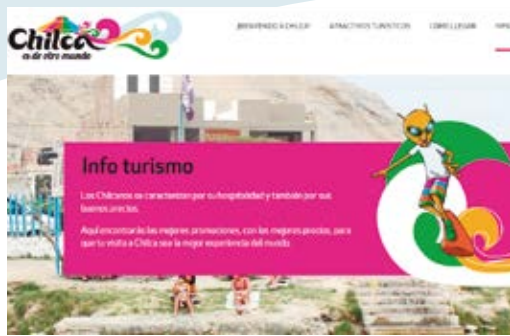 Chilca
es de otro mundo
¡BIENVENIDO A CHILCA! ATRACTIVOS TURÍSTICOS CÓMO LLEGAR
Info turismo
Los Chilcanos se caracterizan por su hospitalidad y también por sus
buenos precios.
Aquí encontrarás las mejores promociones, con los mejores precios, para
que tu visita a Chilca sea la mejor experiencia del mundo